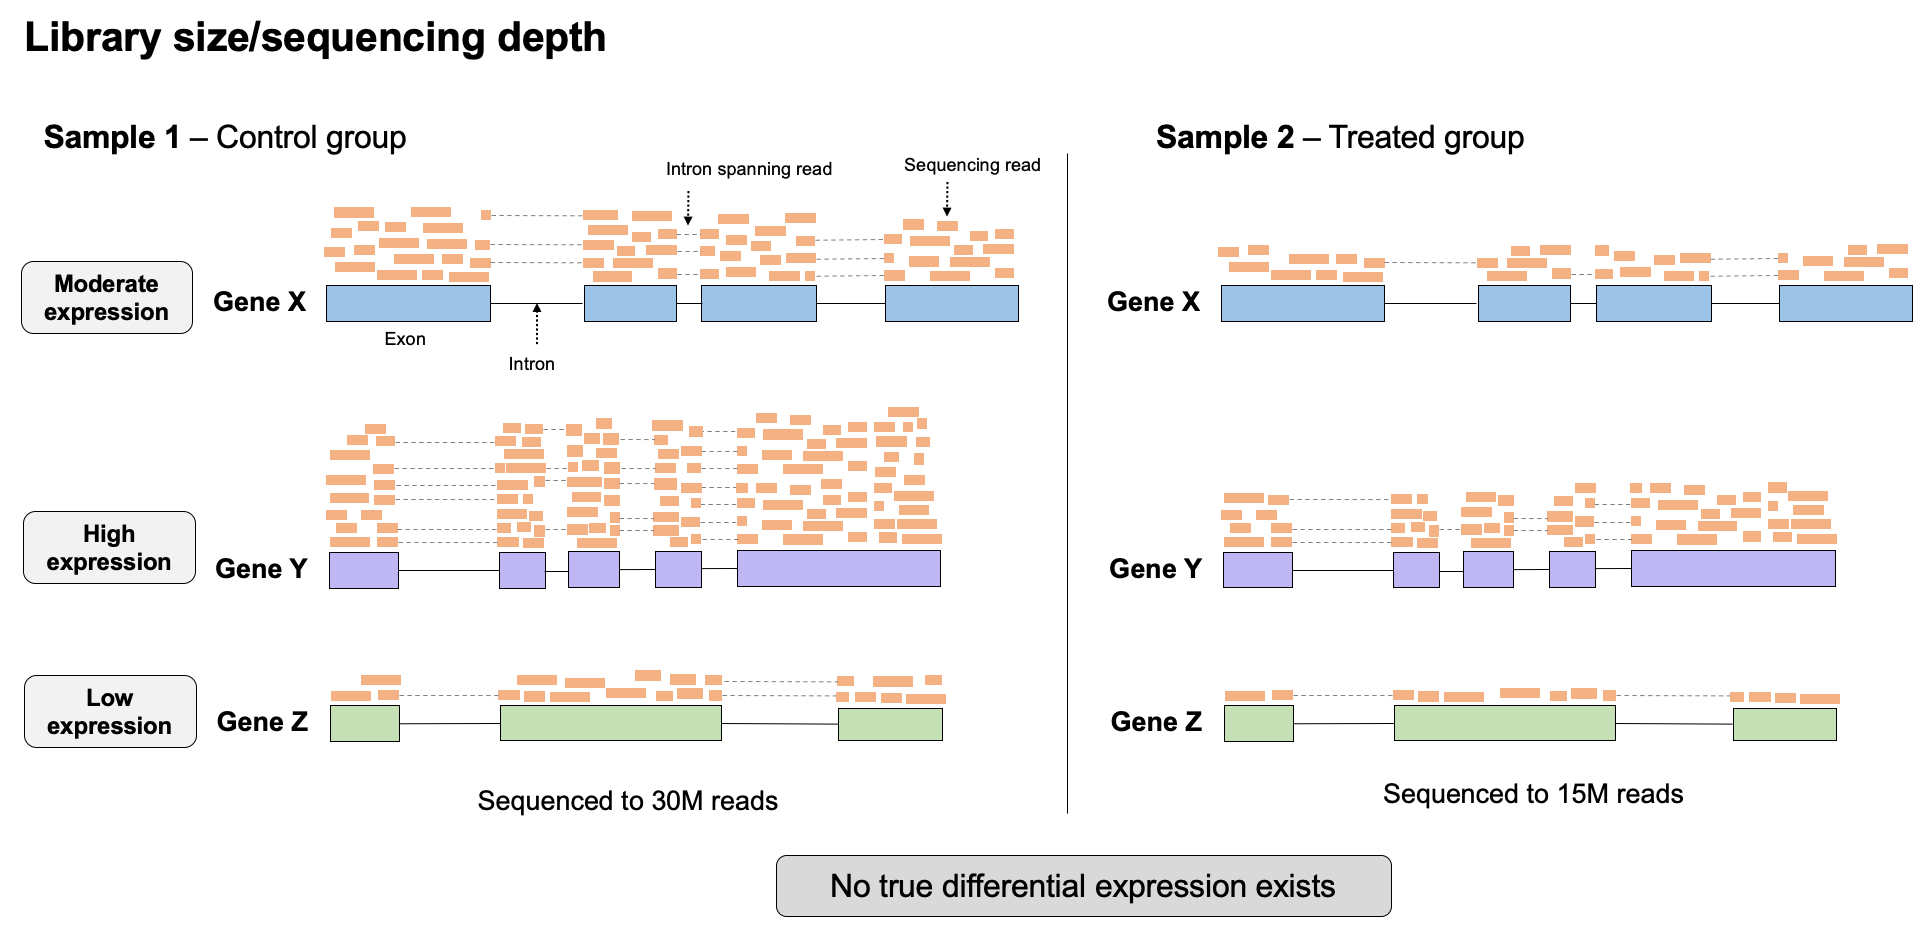 Library size/sequencing depth
Sample 1 – Control group
Intron spanning read
Sequencing read
Moderate
expression
Gene X
Exon
Intron
High
expression
Gene Y
Low
expression
Gene Z
Sequenced to 30M reads
Sample 2 – Treated group
Gene X
Gene Y
Gene Z
Sequenced to 15M reads
No true differential expression exists